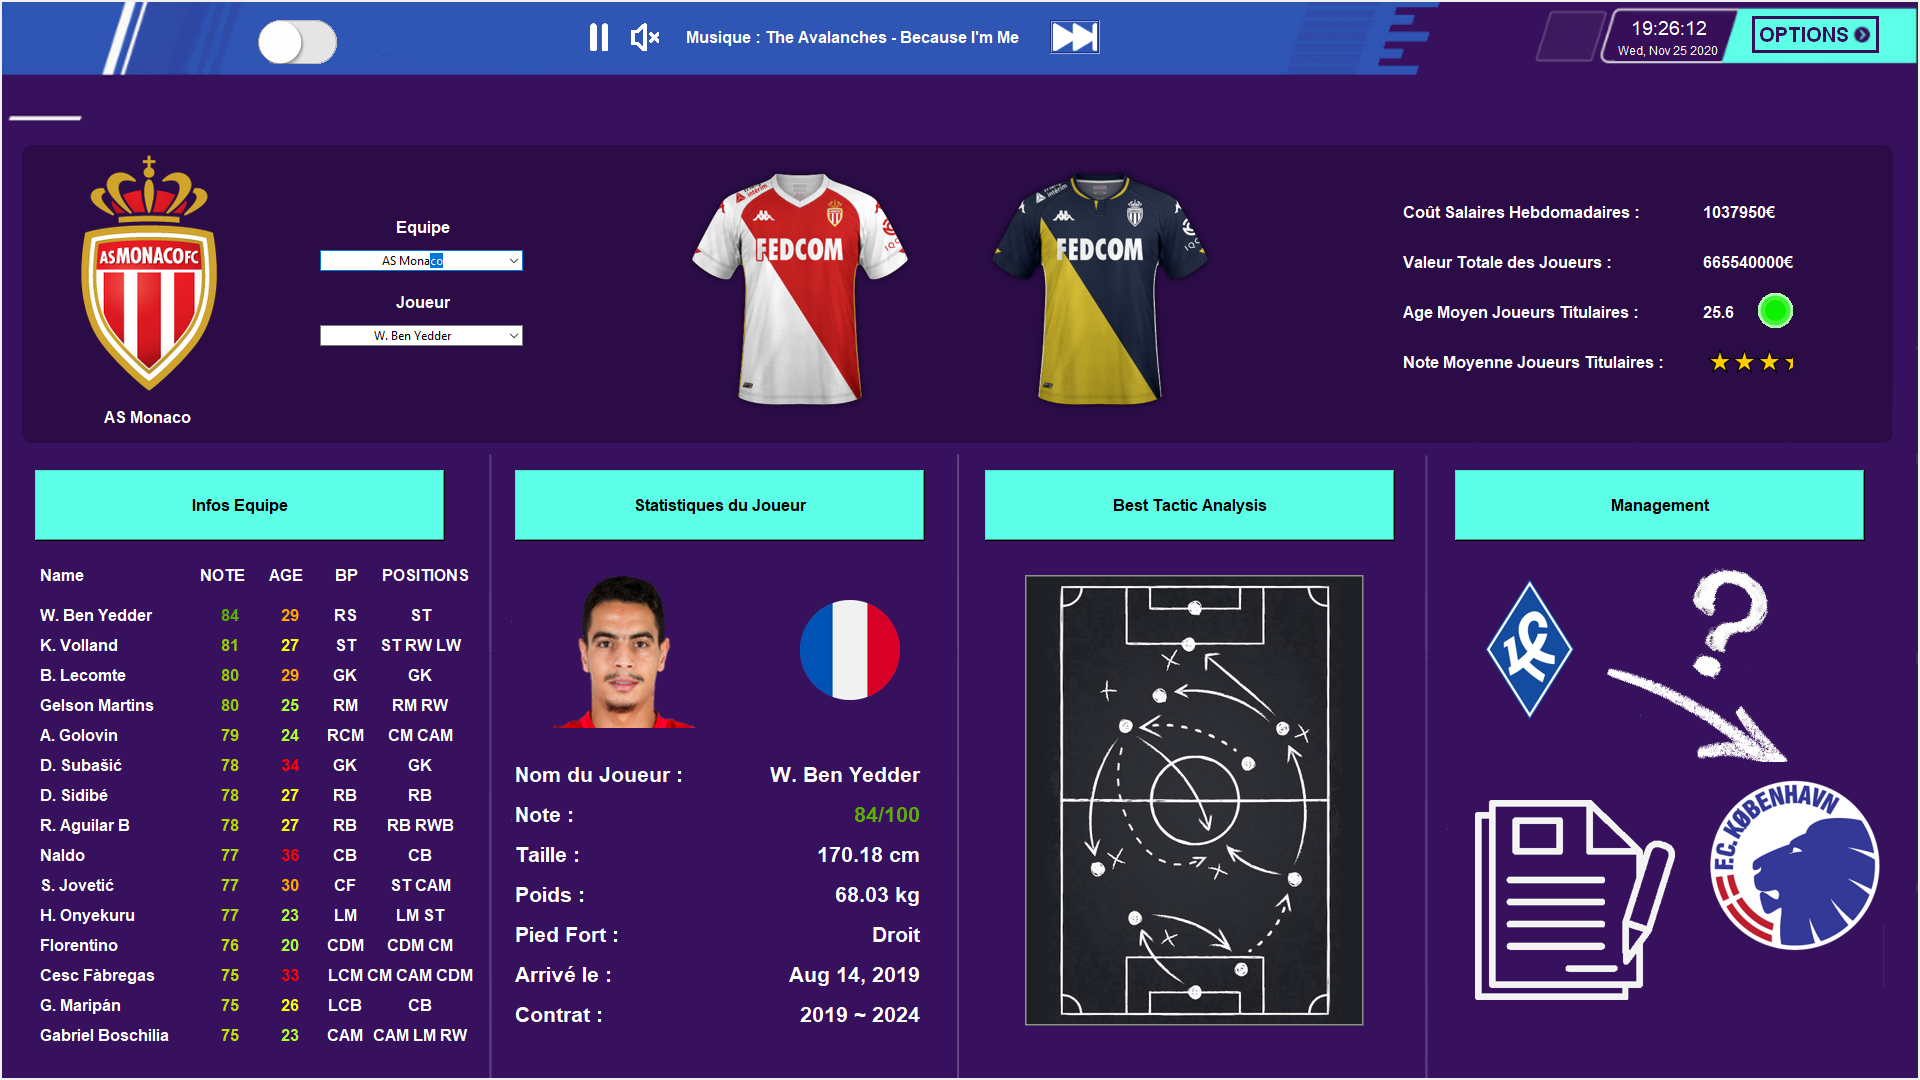 Musique : The Avalanches - Because I'm Me
19:26:12
Wed, Nov 25 2020
OPTIONS
AS MONACO FC
AS Monaco
Equipe
AS Monaco
Joueur
W. Ben Yedder
FEDCOM
FEDCOM
Coût Salaires Hebdomadaires : 1037950€
Valeur Totale des Joueurs : 665540000€
Age Moyen Joueurs Titulaires : 25.6
Note Moyenne Joueurs Titulaires :
Infos Equipe
Name NOTE AGE BP POSITIONS
W. Ben Yedder 84 29 RS ST
K. Volland 81 27 ST ST RW LW
B. Lecomte 80 29 GK GK
Gelson Martins 80 25 RM RM RW
A. Golovin 79 24 RCM CM CAM
D. Subašić 78 34 GK GK
D. Sidibé 78 27 RB RB
R. Aguilar B 78 27 RB RB RWB
Naldo 77 36 CB CB
S. Jovetić 77 30 CF ST CAM
H. Onyekuru 77 23 LM LM ST
Florentino 76 20 CDM CDM CM
Cesc Fàbregas 75 33 LCM CM CAM CDM
G. Maripán 75 26 LCB CB
Gabriel Boschilia 75 23 CAM CAM LM RW
Statistiques du Joueur
Nom du Joueur : W. Ben Yedder
Note : 84/100
Taille : 170.18 cm
Poids : 68.03 kg
Pied Fort : Droit
Arrivé le : Aug 14, 2019
Contrat : 2019 ~ 2024
Best Tactic Analysis
Management
F.C. KØBENHAVN